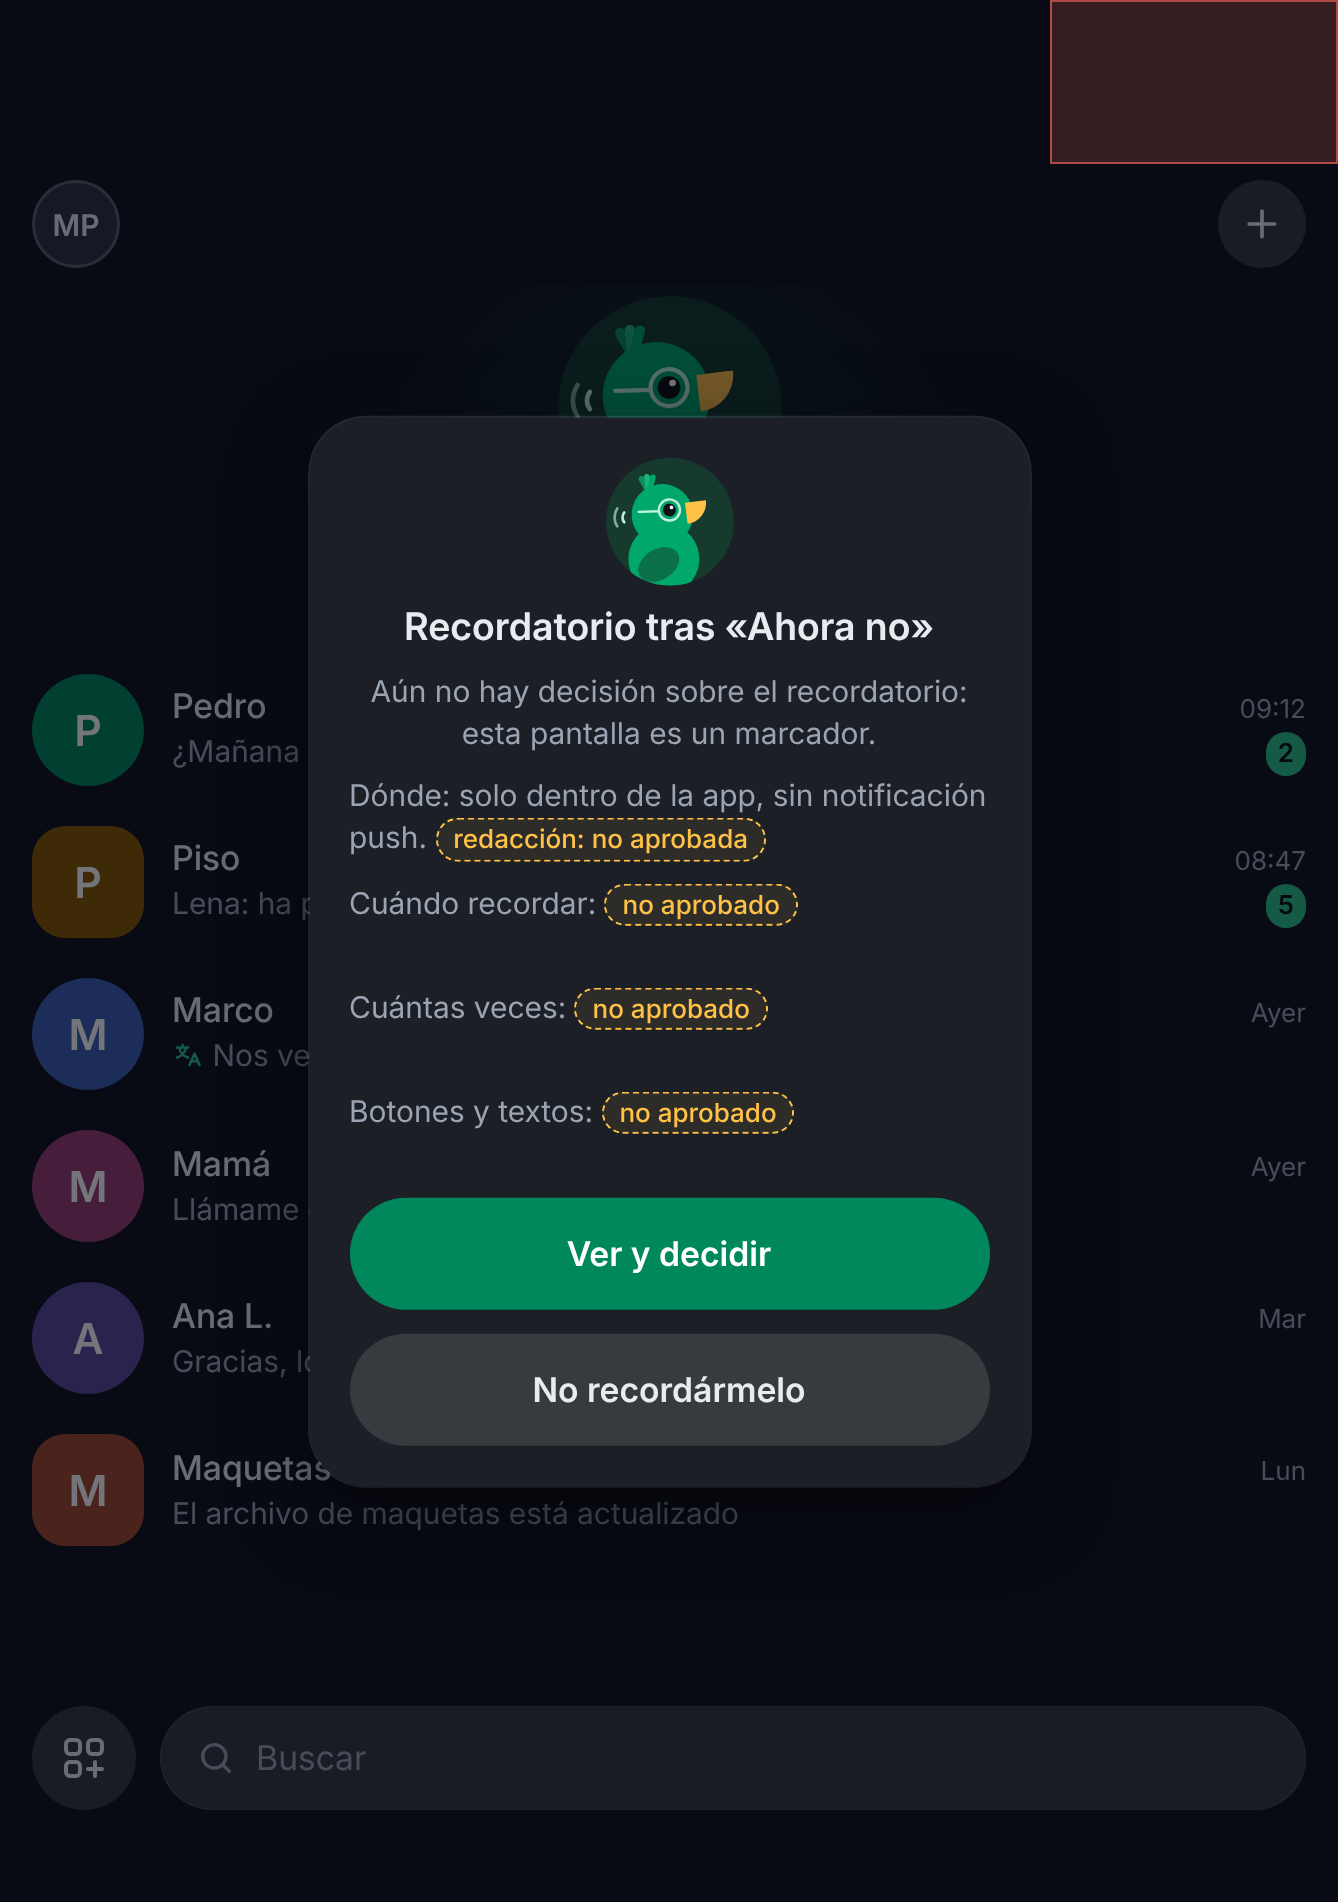 MP
Recordatorio tras «Ahora no»
Aún no hay decisión sobre el recordatorio:
esta pantalla es un marcador.
Dónde: solo dentro de la app, sin notificación
push. redacción: no aprobada
Cuándo recordar: no aprobado
Cuántas veces: no aprobado
Botones y textos: no aprobado
Ver y decidir
No recordármelo
P
Pedro
09:12
¿Mañana
2
P
Piso
08:47
Lena: ha
5
M
Marco
Ayer
Nos ve
M
Mamá
Ayer
Llámame
A
Ana L.
Mar
Gracias,
M
Maquetas
Lun
El archivo de maquetas está actualizado
Buscar